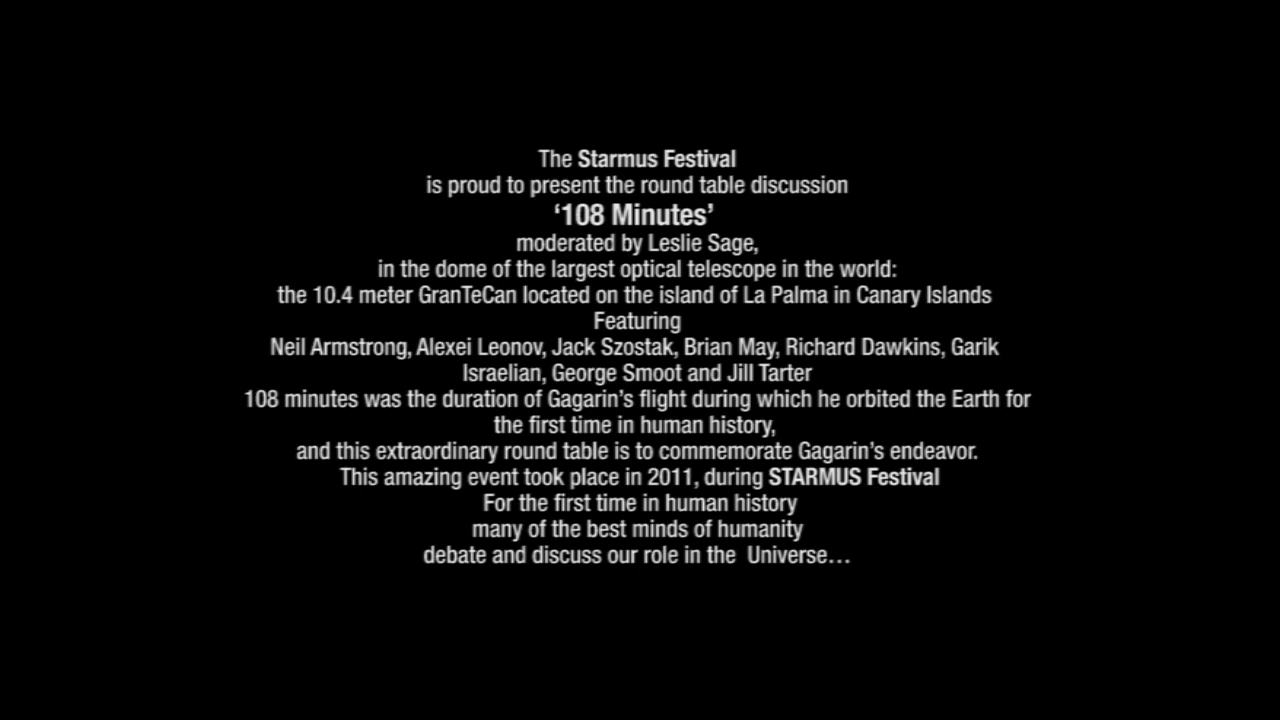 The Starmus Festival
is proud to present the round table discussion
‘108 Minutes’
moderated by Leslie Sage,
in the dome of the largest optical telescope in the world:
the 10.4 meter GranTeCan located on the island of La Palma in Canary Islands
Featuring
Neil Armstrong, Alexei Leonov, Jack Szostak, Brian May, Richard Dawkins, Garik
Israelian, George Smoot and Jill Tarter
108 minutes was the duration of Gagarin’s flight during which he orbited the Earth for
the first time in human history,
and this extraordinary round table is to commemorate Gagarin’s endeavor.
This amazing event took place in 2011, during STARMUS Festival
For the first time in human history
many of the best minds of humanity
debate and discuss our role in the  Universe…